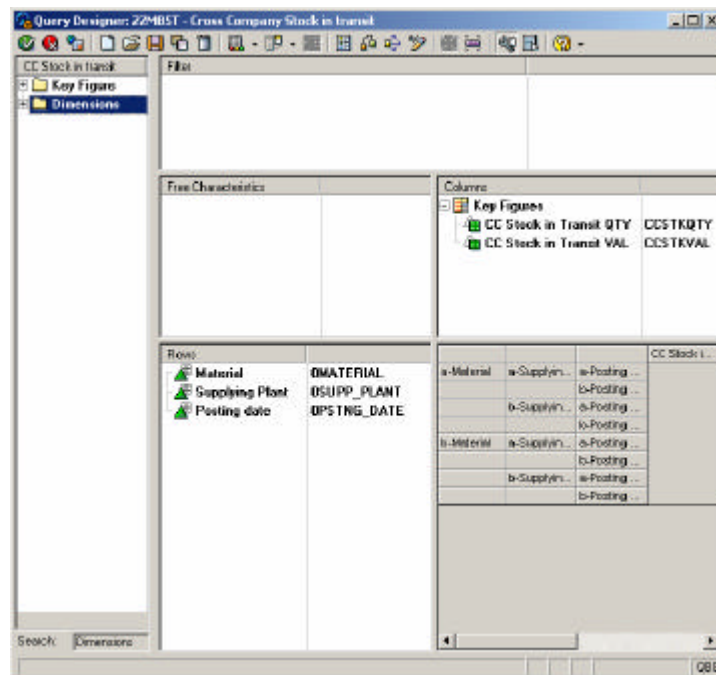 Query Designer: ZZMB5T - Cross Company Stock in transit
CC Stock in transit
Key Figure
Dimensions
Filter
Free Characteristics
Columns
Key Figures
CC Stock in Transit QTY CCSTKQTY
CC Stock in Transit VAL CCSTKVAL
Rows
Material 0MATERIAL
Supplying Plant 0SUPP_PLANT
Posting date 0PSTNG_DATE
CC Stock i...
a-Material a-Supplyin... a-Posting ...
b-Posting ...
b-Supplyin... a-Posting ...
b-Posting ...
b-Material a-Supplyin... a-Posting ...
b-Posting ...
b-Supplyin... a-Posting ...
b-Posting ...
Search: Dimensions